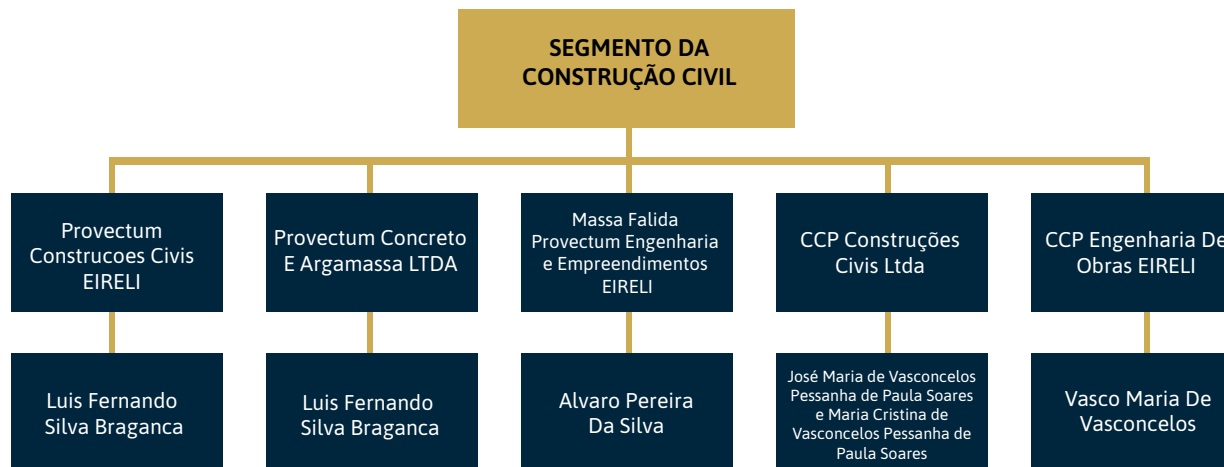 SEGMENTO DA
CONSTRUÇÃO CIVIL
Provectum
Construcoes Civis
EIRELI
Provectum Concreto
E Argamassa LTDA
Massa Falida
Provectum Engenharia
e Empreendimentos
EIRELI
CCP Construções
Civis Ltda
CCP Engenharia De
Obras EIRELI
Luis Fernando
Silva Braganca
Luis Fernando
Silva Braganca
Alvaro Pereira
Da Silva
José Maria de Vasconcelos
Pessanha de Paula Soares
e Maria Cristina de
Vasconcelos Pessanha de
Paula Soares
Vasco Maria De
Vasconcelos